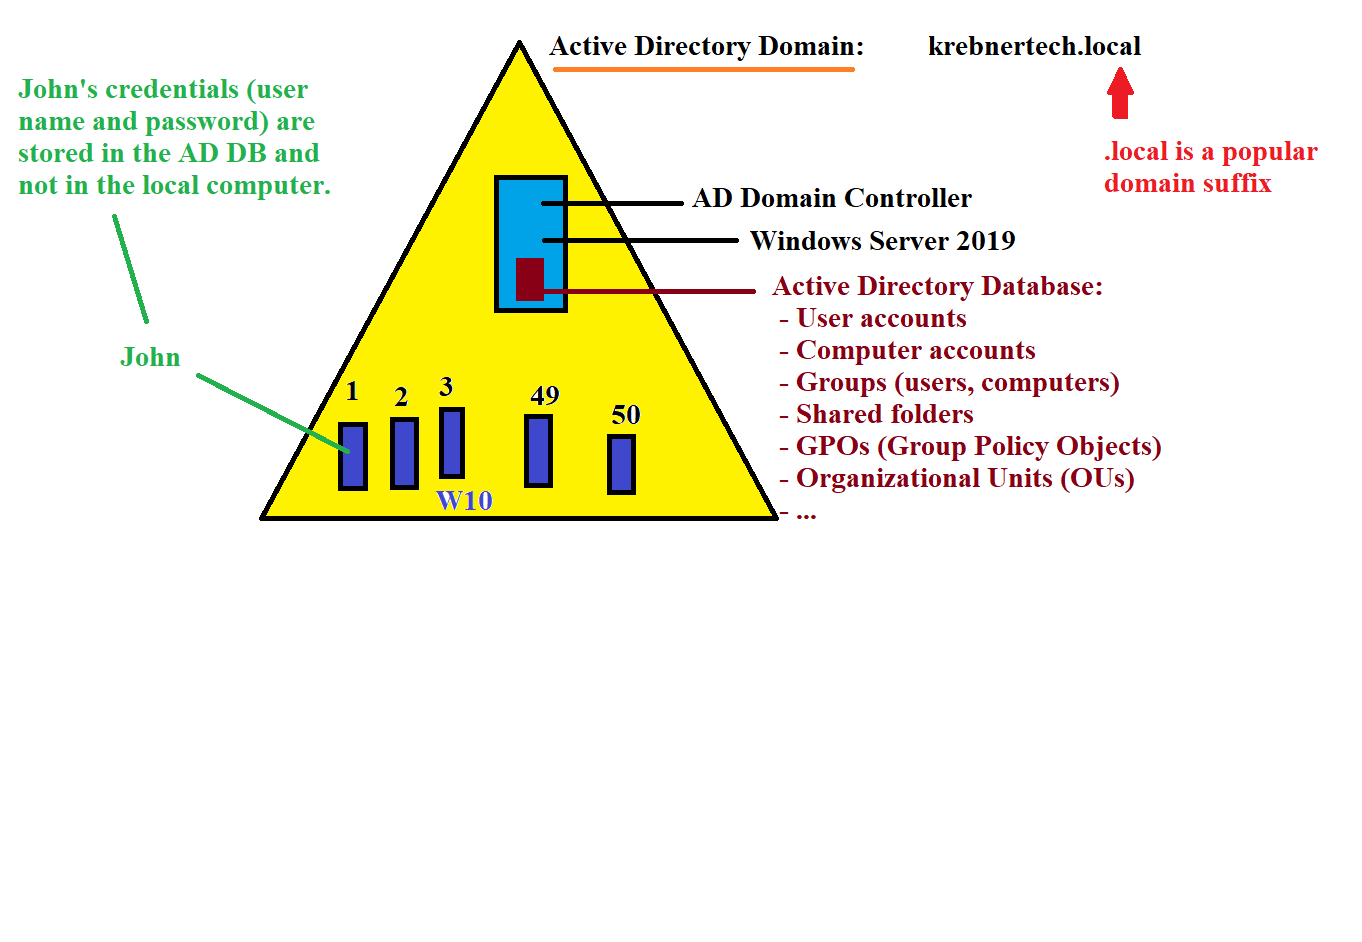 Active Directory Domain: krebnertech.local
John's credentials (user
name and password) are
stored in the AD DB and
not in the local computer.
.local is a popular
domain suffix
AD Domain Controller
Windows Server 2019
Active Directory Database:
- User accounts
- Computer accounts
- Groups (users, computers)
- Shared folders
- GPOs (Group Policy Objects)
- Organizational Units (OUs)
- ...
John
1 2 3 49 50
W10